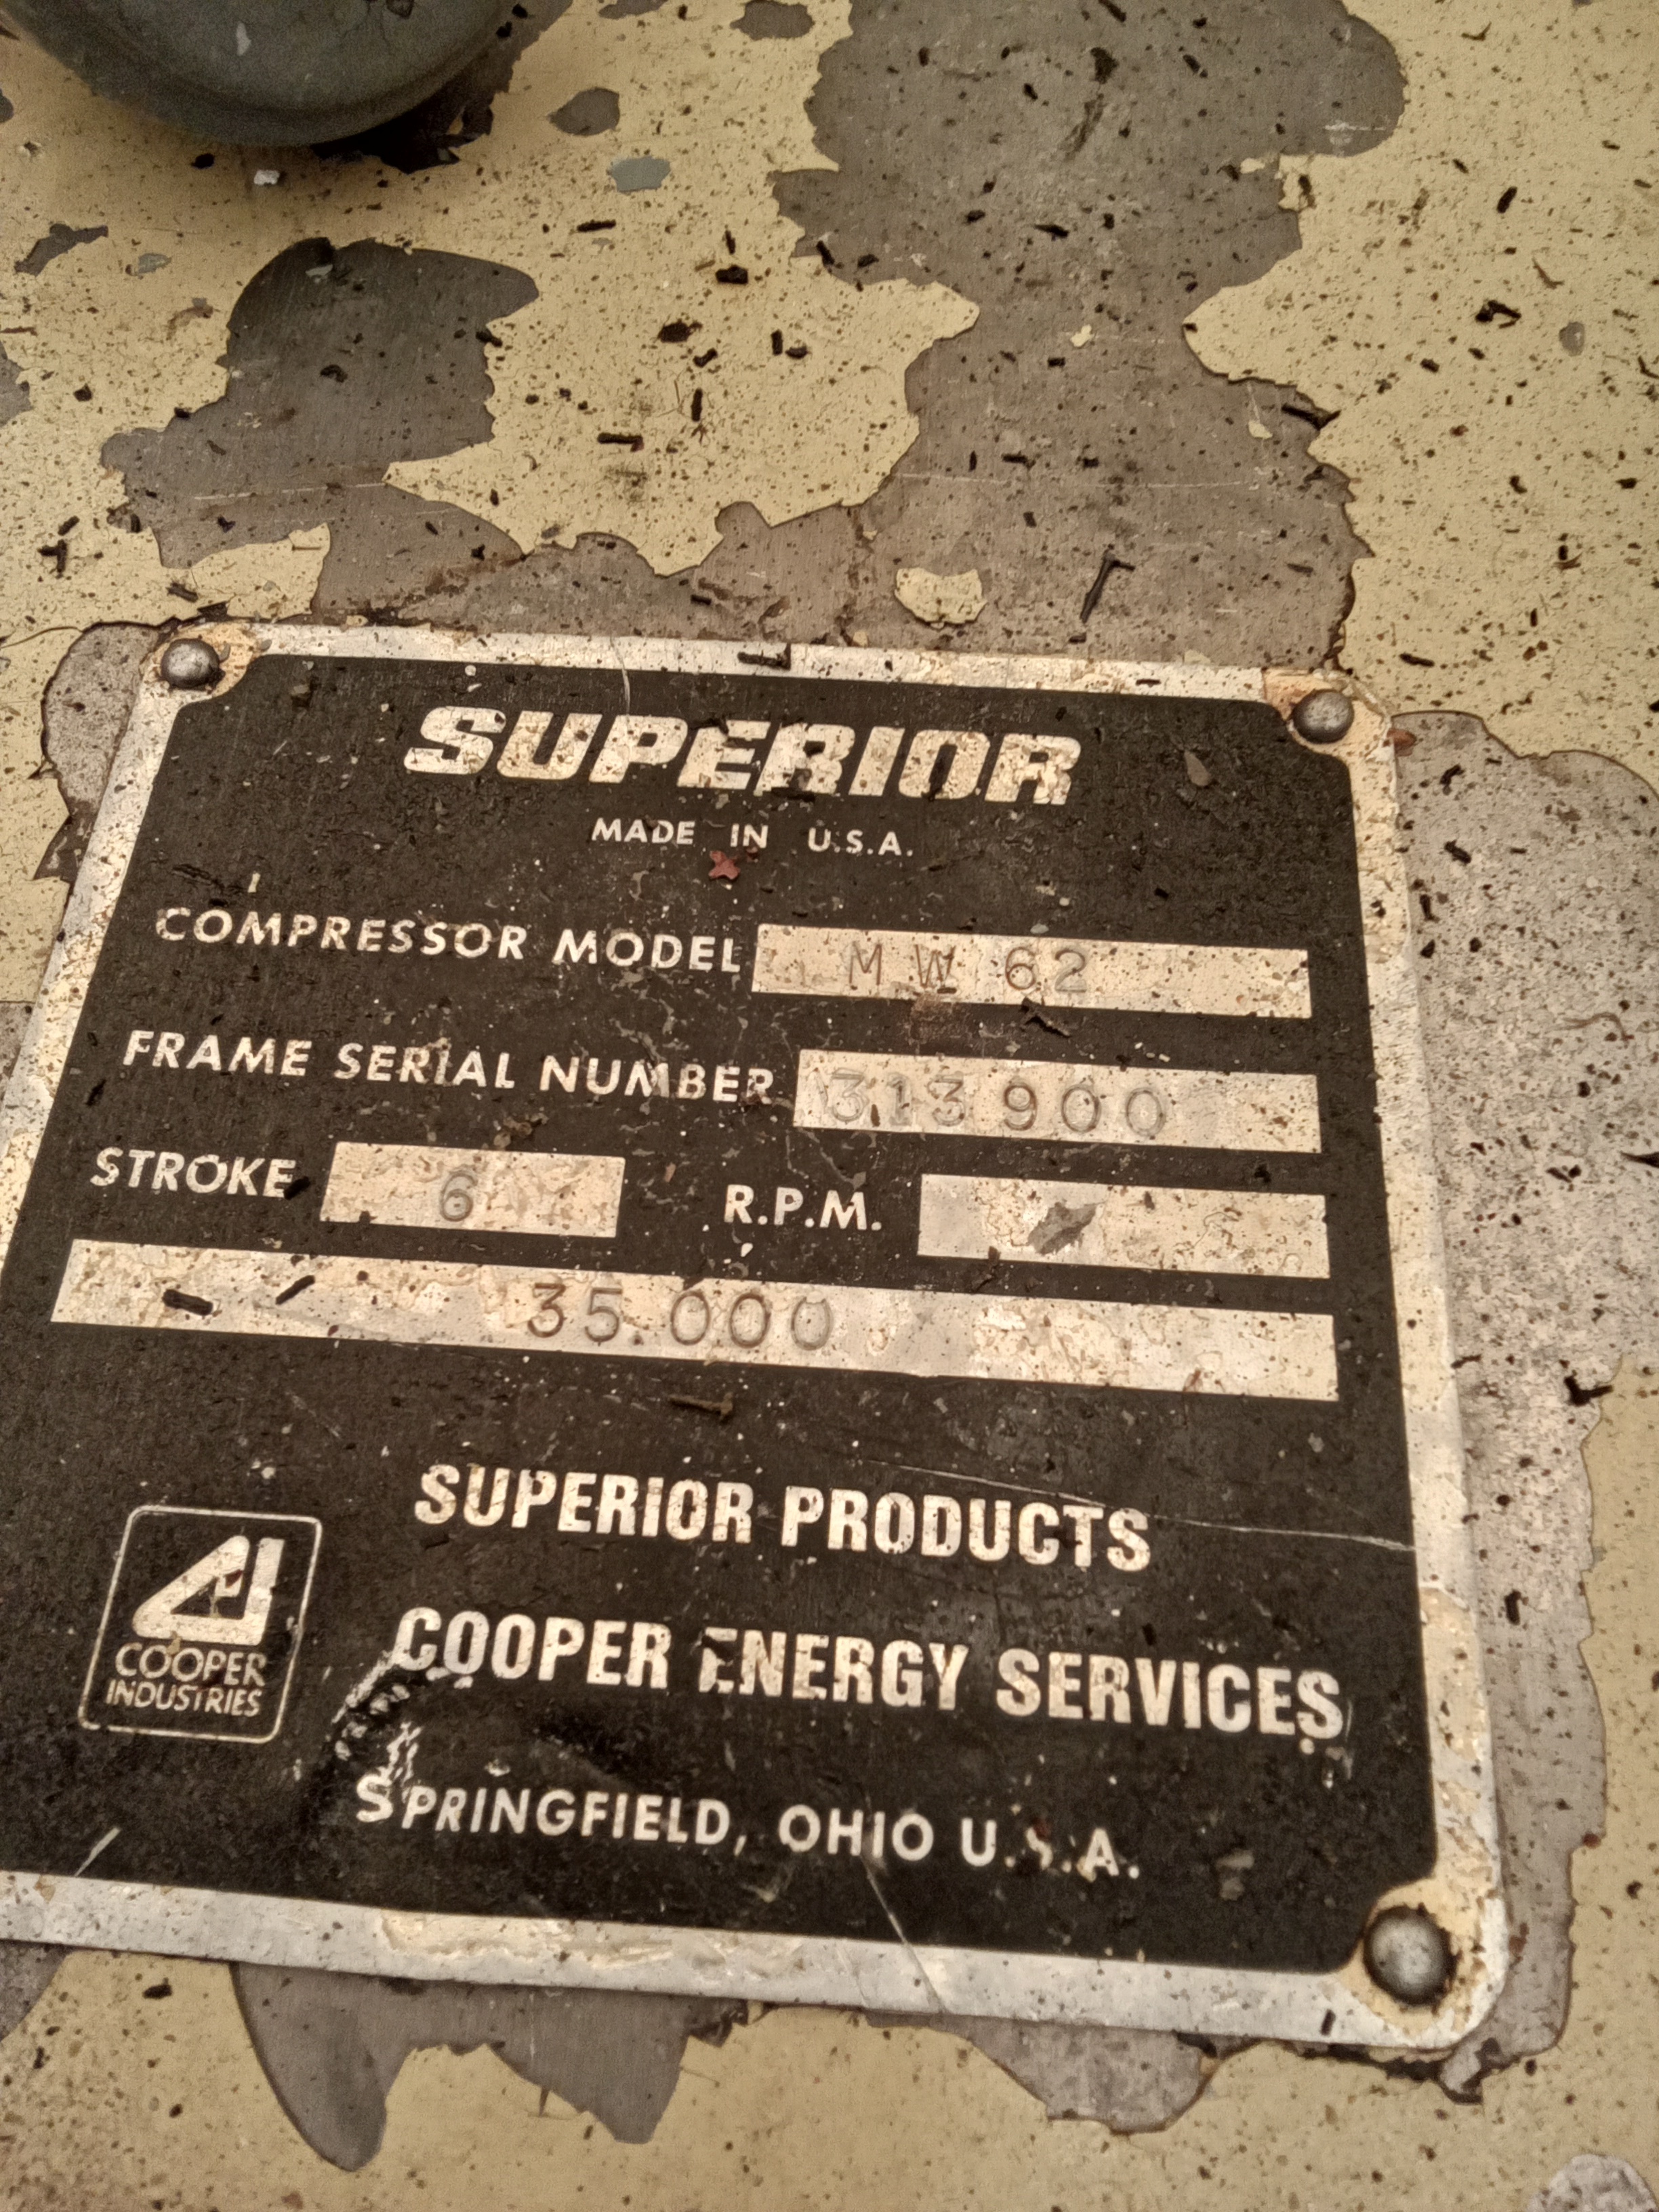 SUPERIOR
MADE IN U.S.A.
COMPRESSOR MODEL MW 62
FRAME SERIAL NUMBER 313900
STROKE 6 R.P.M.
35.000
SUPERIOR PRODUCTS
COOPER ENERGY SERVICES
SPRINGFIELD, OHIO U.S.A.
COOPER
INDUSTRIES